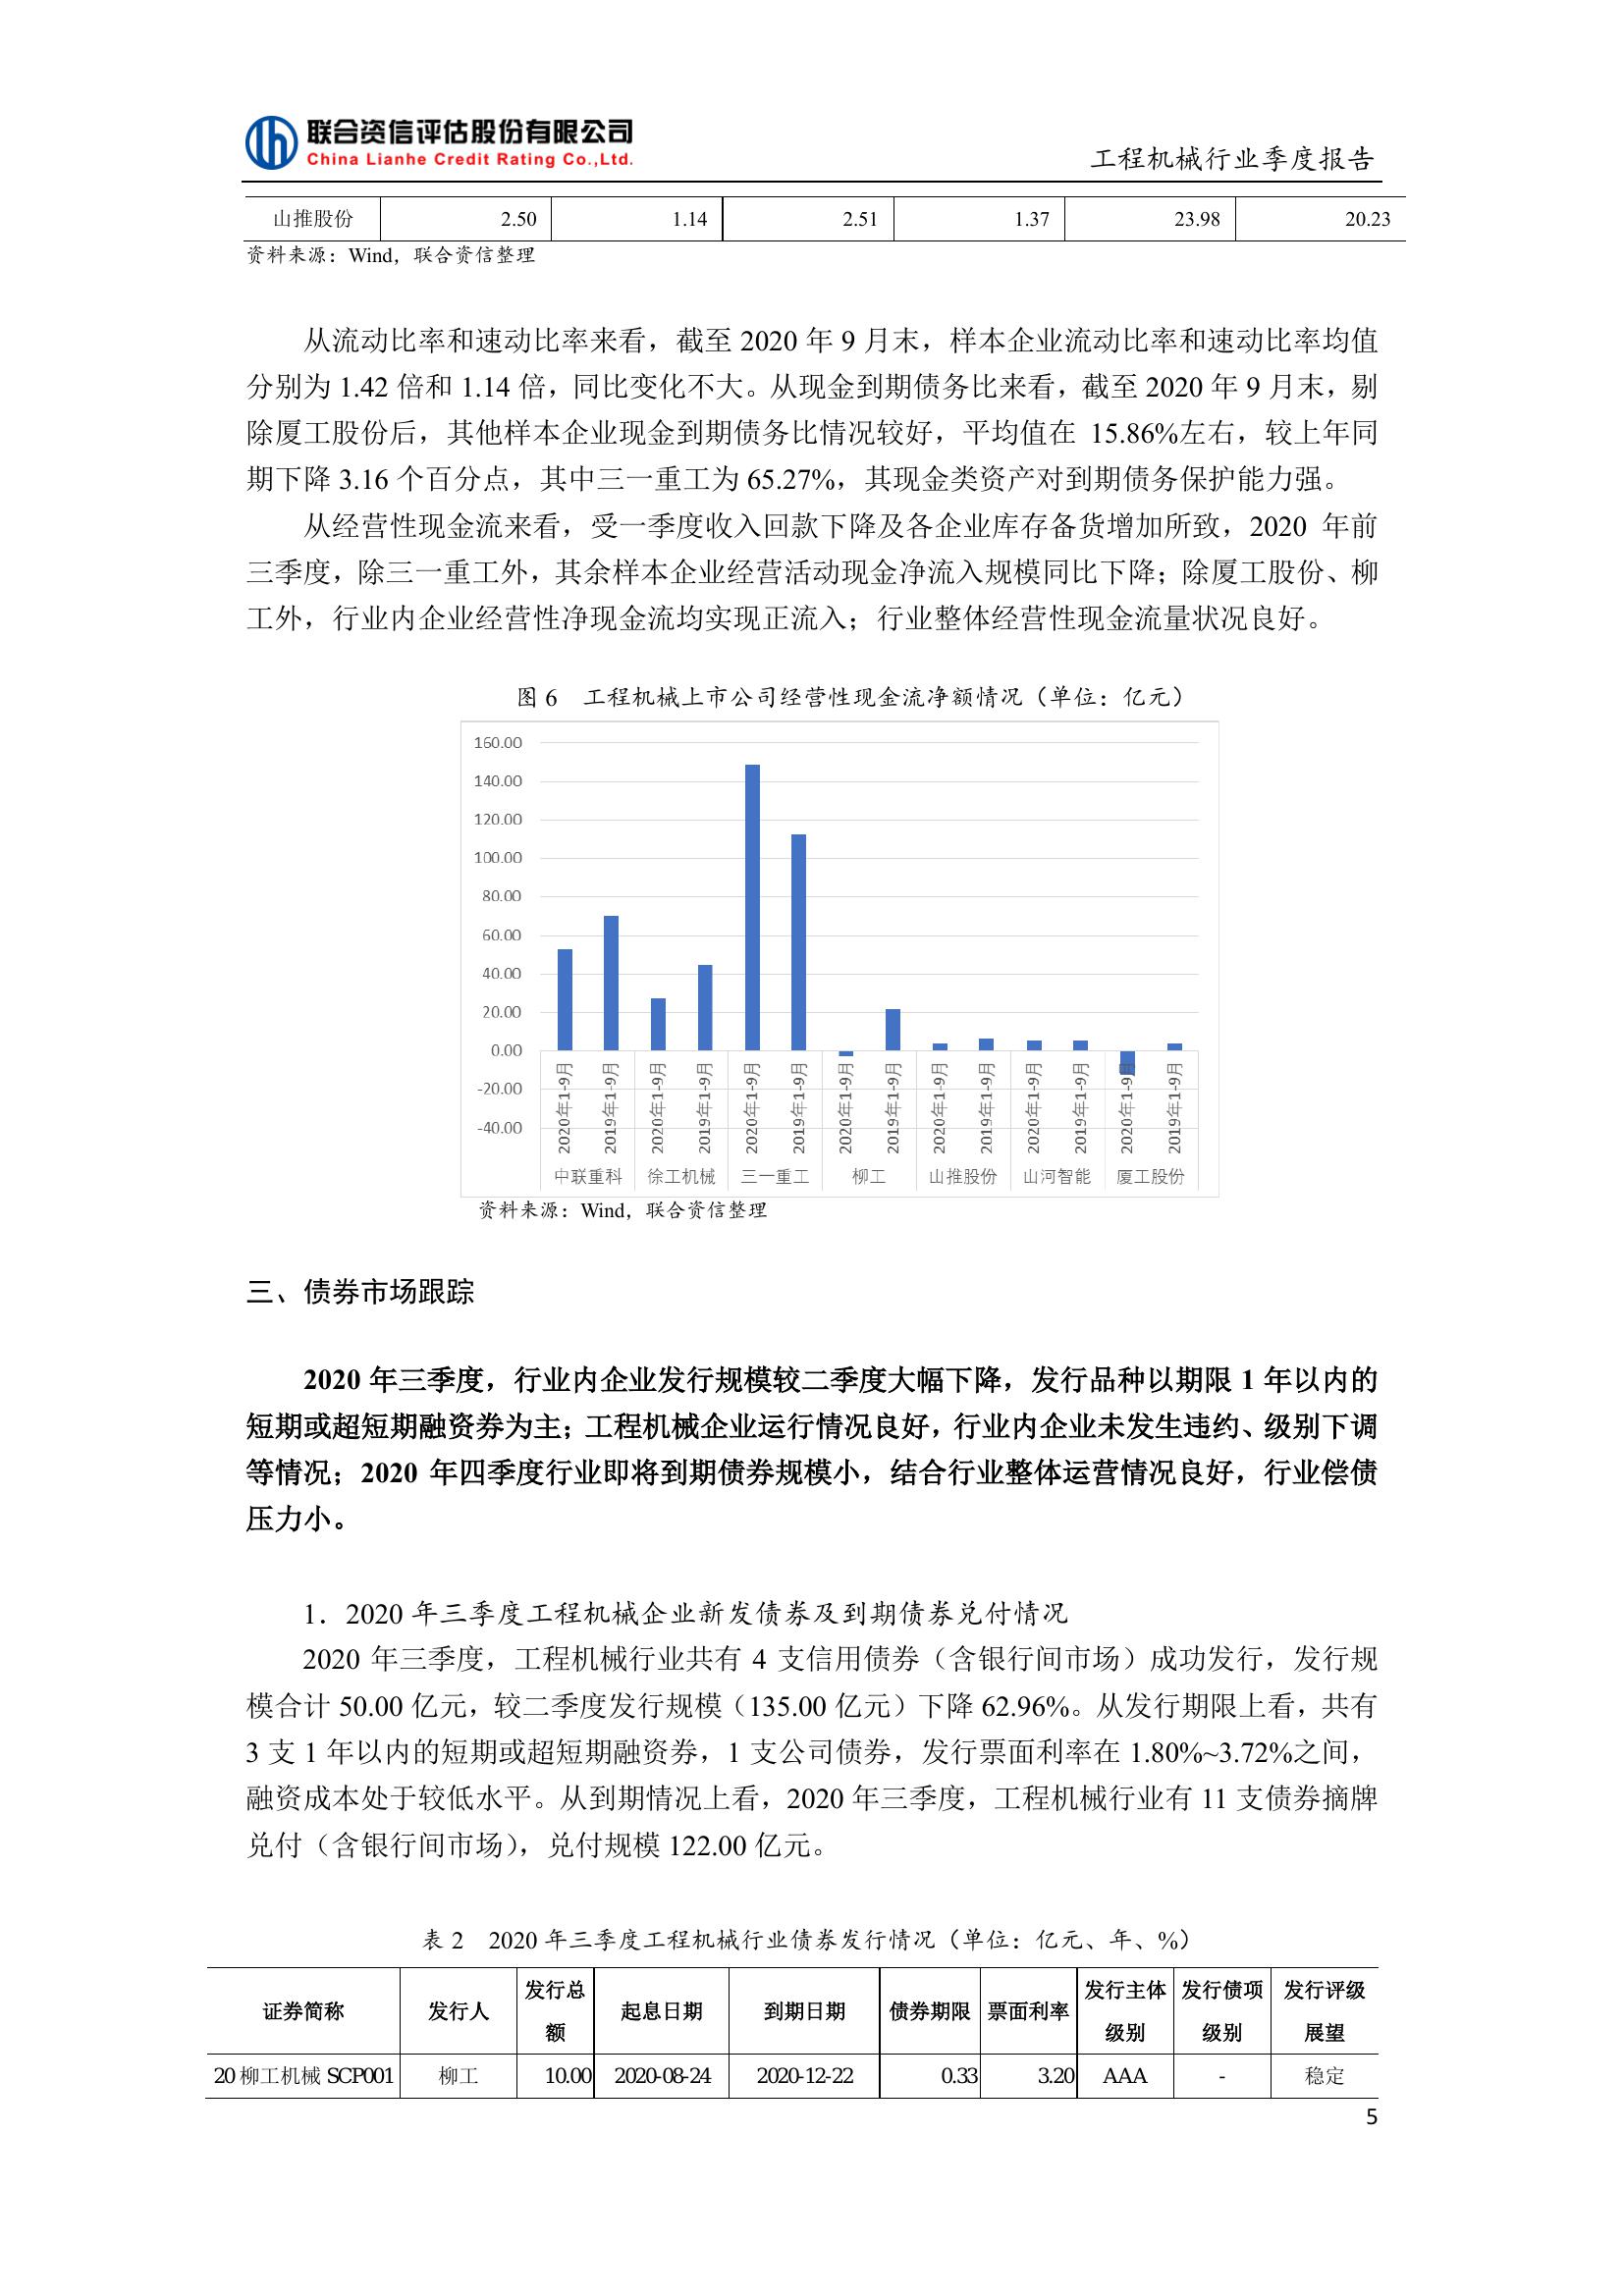 联合资信评估股份有限公司
China Lianhe Credit Rating Co.,Ltd.
工程机械行业季度报告
山推股份 2.50 1.14 2.51 1.37 23.98 20.23
资料来源：Wind，联合资信整理
从流动比率和速动比率来看，截至 2020 年 9 月末，样本企业流动比率和速动比率均值
分别为 1.42 倍和 1.14 倍，同比变化不大。从现金到期债务比来看，截至 2020 年 9 月末，剔
除厦工股份后，其他样本企业现金到期债务比情况较好，平均值在 15.86%左右，较上年同
期下降 3.16 个百分点，其中三一重工为 65.27%，其现金类资产对到期债务保护能力强。
从经营性现金流来看，受一季度收入回款下降及各企业库存备货增加所致，2020 年前
三季度，除三一重工外，其余样本企业经营活动现金净流入规模同比下降；除厦工股份、柳
工外，行业内企业经营性净现金流均实现正流入；行业整体经营性现金流量状况良好。
图 6 工程机械上市公司经营性现金流净额情况（单位：亿元）
160.00
140.00
120.00
100.00
80.00
60.00
40.00
20.00
0.00
-20.00
-40.00
2020年1-9月 2019年1-9月 2020年1-9月 2019年1-9月 2020年1-9月 2019年1-9月 2020年1-9月 2019年1-9月 2020年1-9月 2019年1-9月 2020年1-9月 2019年1-9月 2020年1-9月 2019年1-9月
中联重科 徐工机械 三一重工 柳工 山推股份 山河智能 厦工股份
资料来源：Wind，联合资信整理
三、债券市场跟踪
2020 年三季度，行业内企业发行规模较二季度大幅下降，发行品种以期限 1 年以内的
短期或超短期融资券为主；工程机械企业运行情况良好，行业内企业未发生违约、级别下调
等情况；2020 年四季度行业即将到期债券规模小，结合行业整体运营情况良好，行业偿债
压力小。
1．2020 年三季度工程机械企业新发债券及到期债券兑付情况
2020 年三季度，工程机械行业共有 4 支信用债券（含银行间市场）成功发行，发行规
模合计 50.00 亿元，较二季度发行规模（135.00 亿元）下降 62.96%。从发行期限上看，共有
3 支 1 年以内的短期或超短期融资券，1 支公司债券，发行票面利率在 1.80%~3.72%之间，
融资成本处于较低水平。从到期情况上看，2020 年三季度，工程机械行业有 11 支债券摘牌
兑付（含银行间市场），兑付规模 122.00 亿元。
表 2 2020 年三季度工程机械行业债券发行情况（单位：亿元、年、%）
证券简称 发行人 发行总额 起息日期 到期日期 债券期限 票面利率 发行主体级别 发行债项级别 发行评级展望
20 柳工机械 SCP001 柳工 10.00 2020-08-24 2020-12-22 0.33 3.20 AAA - 稳定
5